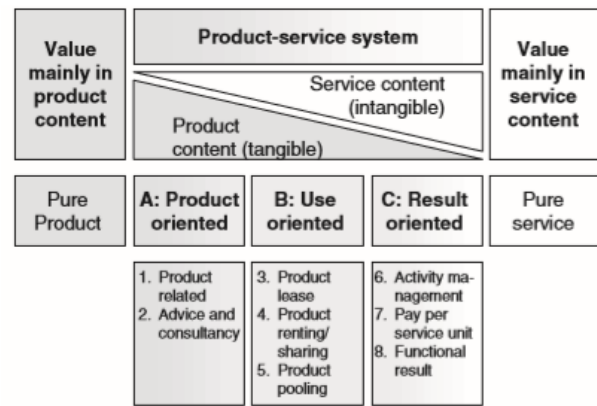 Value
mainly in
product
content
Product-service system
Service content
(intangible)
Product
content (tangible)
Value
mainly in
service
content
Pure
Product
A: Product
oriented
B: Use
oriented
C: Result
oriented
Pure
service
1. Product
related
2. Advice and
consultancy
3. Product
lease
4. Product
renting/
sharing
5. Product
pooling
6. Activity ma-
nagement
7. Pay per
service unit
8. Functional
result